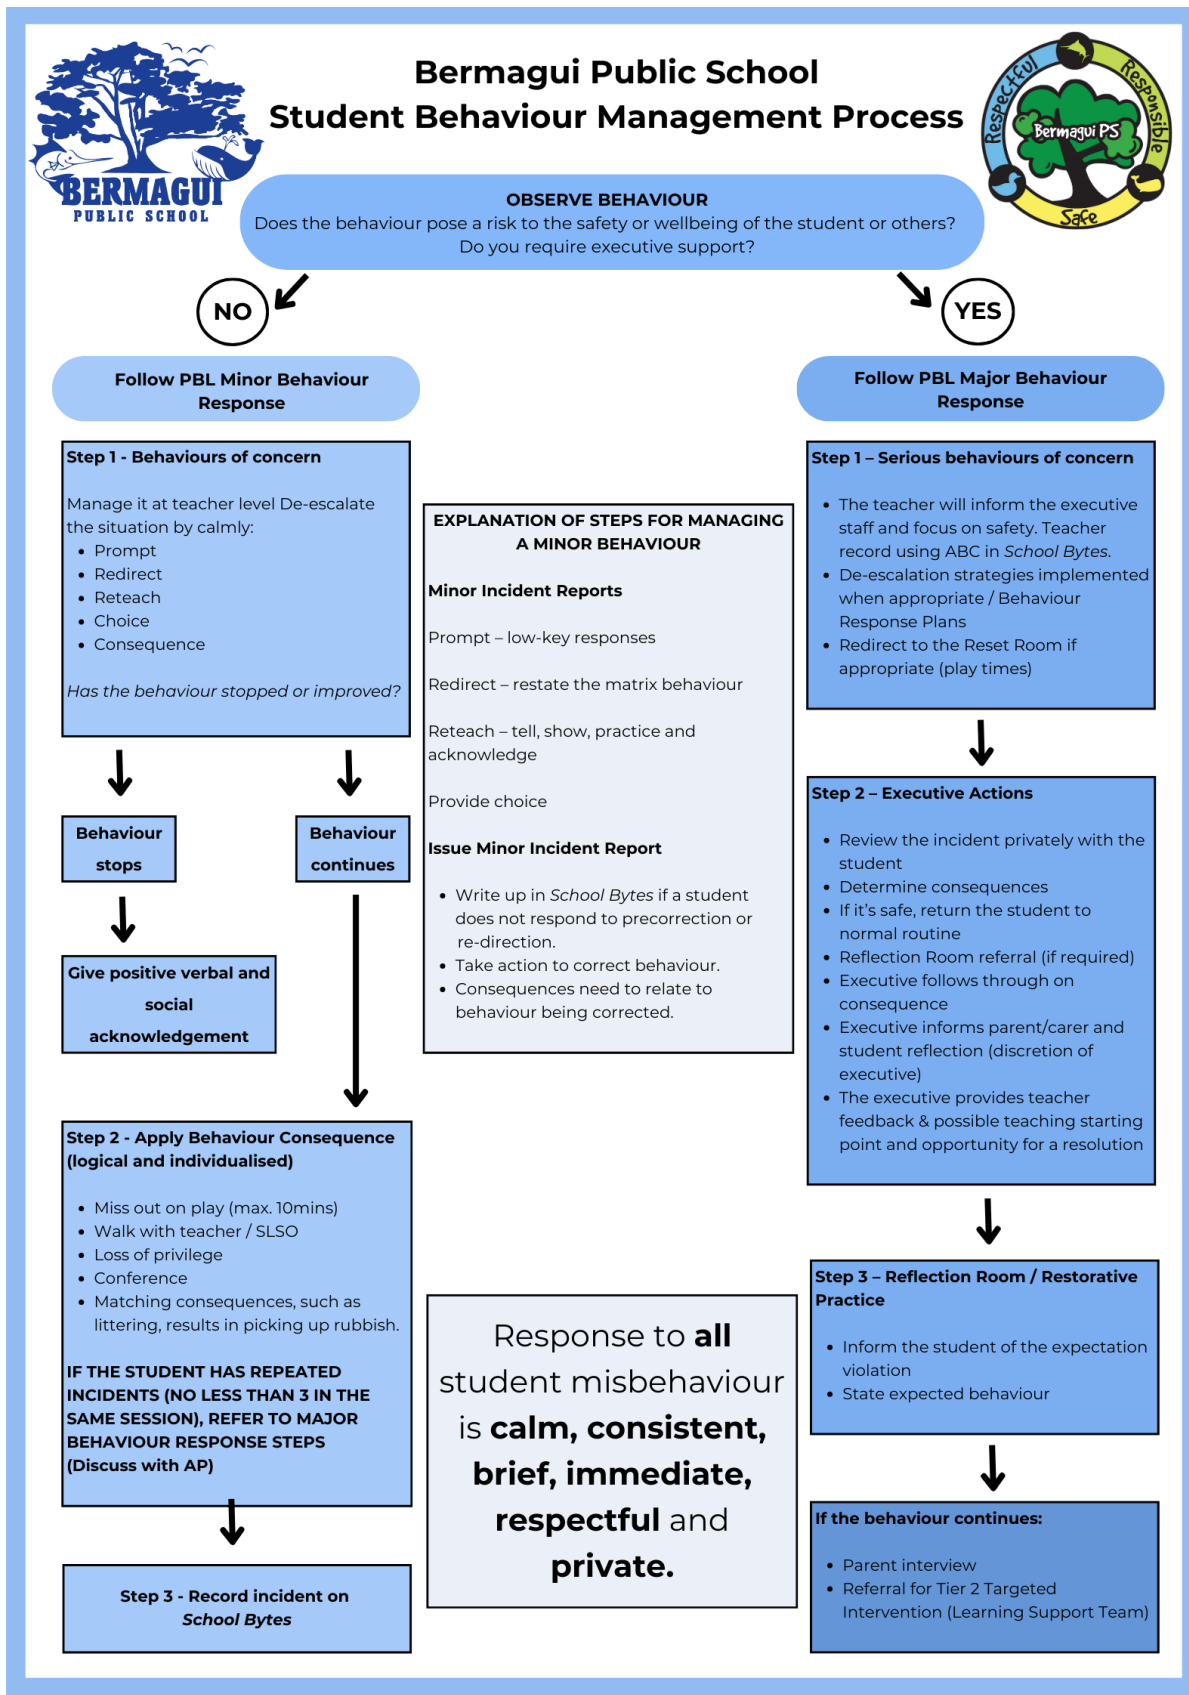 Bermagui Public School
Student Behaviour Management Process
BERMAGUI
PUBLIC SCHOOL
Respectful
Responsible
Safe
Bermagui PS
OBSERVE BEHAVIOUR
Does the behaviour pose a risk to the safety or wellbeing of the student or others?
Do you require executive support?
NO
YES
Follow PBL Minor Behaviour
Response
Step 1 - Behaviours of concern
Manage it at teacher level De-escalate
the situation by calmly:
• Prompt
• Redirect
• Reteach
• Choice
• Consequence
Has the behaviour stopped or improved?
Behaviour
stops
Behaviour
continues
Give positive verbal and
social
acknowledgement
Step 2 - Apply Behaviour Consequence
(logical and individualised)
• Miss out on play (max. 10mins)
• Walk with teacher / SLSO
• Loss of privilege
• Conference
• Matching consequences, such as
littering, results in picking up rubbish.
IF THE STUDENT HAS REPEATED
INCIDENTS (NO LESS THAN 3 IN THE
SAME SESSION), REFER TO MAJOR
BEHAVIOUR RESPONSE STEPS
(Discuss with AP)
Step 3 - Record incident on
School Bytes
EXPLANATION OF STEPS FOR MANAGING
A MINOR BEHAVIOUR
Minor Incident Reports
Prompt – low-key responses
Redirect – restate the matrix behaviour
Reteach – tell, show, practice and
acknowledge
Provide choice
Issue Minor Incident Report
• Write up in School Bytes if a student
does not respond to precorrection or
re-direction.
• Take action to correct behaviour.
• Consequences need to relate to
behaviour being corrected.
Response to all
student misbehaviour
is calm, consistent,
brief, immediate,
respectful and
private.
Follow PBL Major Behaviour
Response
Step 1 – Serious behaviours of concern
• The teacher will inform the executive
staff and focus on safety. Teacher
record using ABC in School Bytes.
• De-escalation strategies implemented
when appropriate / Behaviour
Response Plans
• Redirect to the Reset Room if
appropriate (play times)
Step 2 – Executive Actions
• Review the incident privately with the
student
• Determine consequences
• If it’s safe, return the student to
normal routine
• Reflection Room referral (if required)
• Executive follows through on
consequence
• Executive informs parent/carer and
student reflection (discretion of
executive)
• The executive provides teacher
feedback & possible teaching starting
point and opportunity for a resolution
Step 3 – Reflection Room / Restorative
Practice
• Inform the student of the expectation
violation
• State expected behaviour
If the behaviour continues:
• Parent interview
• Referral for Tier 2 Targeted
Intervention (Learning Support Team)